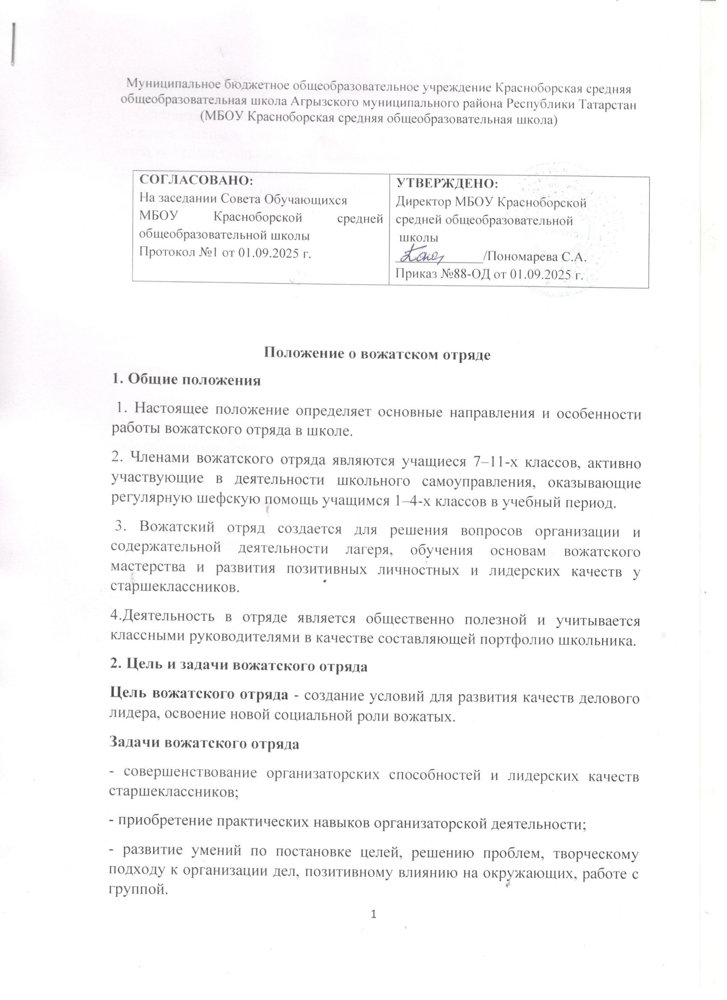 Муниципальное бюджетное общеобразовательное учреждение Красноборская средняя
общеобразовательная школа Агрызского муниципального района Республики Татарстан
(МБОУ Красноборская средняя общеобразовательная школа)
СОГЛАСОВАНО:
На заседании Совета Обучающихся
МБОУ Красноборской средней
общеобразовательной школы
Протокол №1 от 01.09.2025 г.
УТВЕРЖДЕНО:
Директор МБОУ Красноборской
средней общеобразовательной
школы
/Пономарева С.А.
Приказ №88-ОД от 01.09.2025 г.
Положение о вожатском отряде
1. Общие положения
1. Настоящее положение определяет основные направления и особенности
работы вожатского отряда в школе.
2. Членами вожатского отряда являются учащиеся 7–11-х классов, активно
участвующие в деятельности школьного самоуправления, оказывающие
регулярную шефскую помощь учащимся 1–4-х классов в учебный период.
3. Вожатский отряд создается для решения вопросов организации и
содержательной деятельности лагеря, обучения основам вожатского
мастерства и развития позитивных личностных и лидерских качеств у
старшеклассников.
4.Деятельность в отряде является общественно полезной и учитывается
классными руководителями в качестве составляющей портфолио школьника.
2. Цель и задачи вожатского отряда
Цель вожатского отряда - создание условий для развития качеств делового
лидера, освоение новой социальной роли вожатых.
Задачи вожатского отряда
- совершенствование организаторских способностей и лидерских качеств
старшеклассников;
- приобретение практических навыков организаторской деятельности;
- развитие умений по постановке целей, решению проблем, творческому
подходу к организации дел, позитивному влиянию на окружающих, работе с
группой.
1